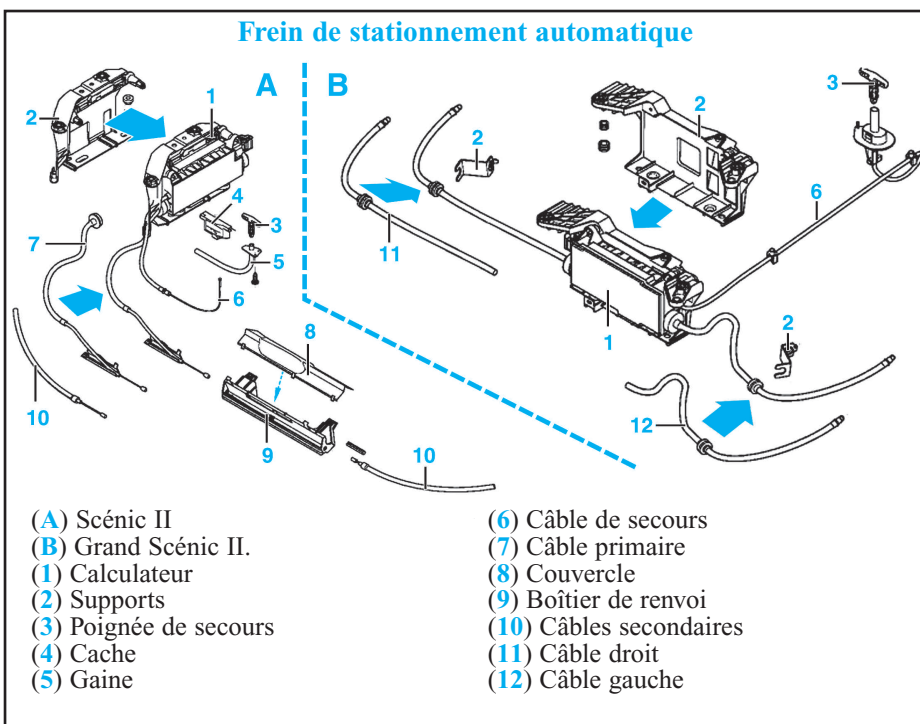 Frein de stationnement automatique
A
B
1
2
3
4
5
6
7
8
9
10
10
2
3
2
6
11
1
2
12
(A) Scénic II
(B) Grand Scénic II.
(1) Calculateur
(2) Supports
(3) Poignée de secours
(4) Cache
(5) Gaine
(6) Câble de secours
(7) Câble primaire
(8) Couvercle
(9) Boîtier de renvoi
(10) Câbles secondaires
(11) Câble droit
(12) Câble gauche